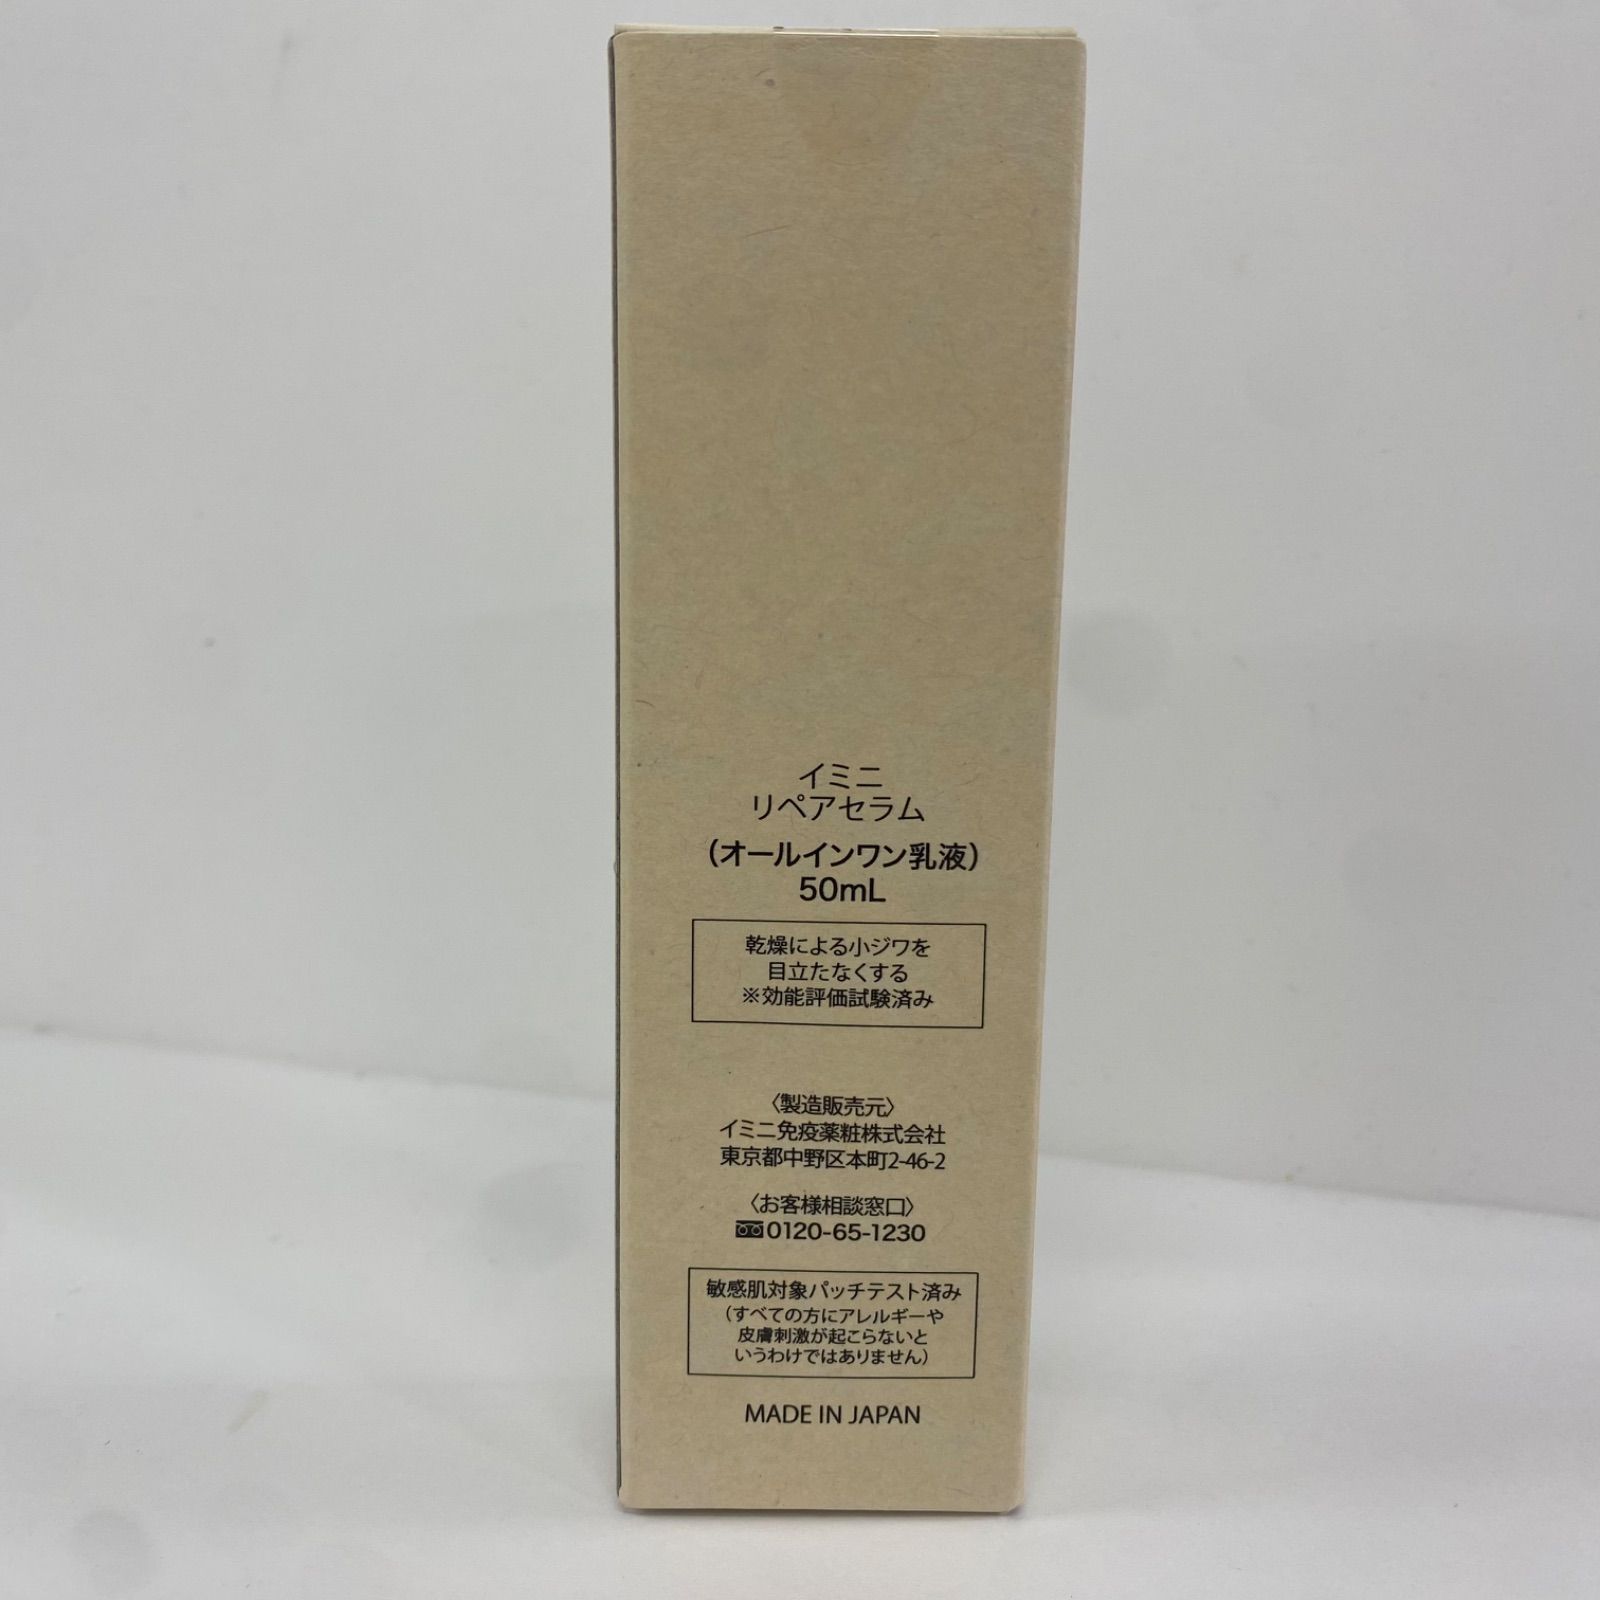 イミニ
リペアセラム
（オールインワン乳液）
50mL
乾燥による小ジワを
目立たなくする
※効能評価試験済み
〈製造販売元〉
イミニ免疫薬粧株式会社
東京都中野区本町2-46-2
〈お客様相談窓口〉
0120-65-1230
敏感肌対象パッチテスト済み
（すべての方にアレルギーや
皮膚刺激が起こらないと
いうわけではありません）
MADE IN JAPAN